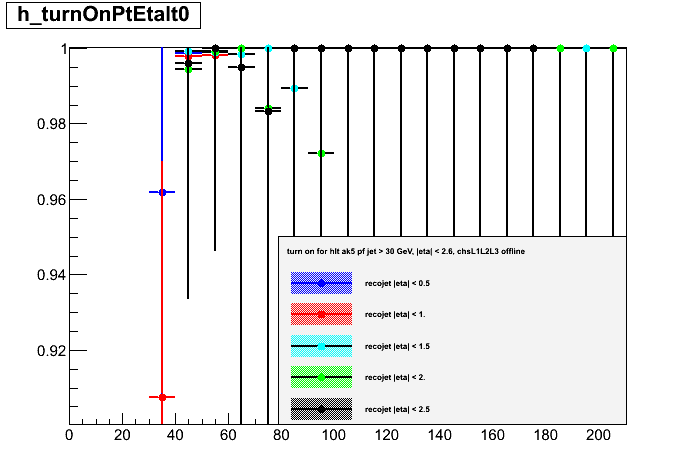 h_turnOnPtEtalt0
1
0.98
0.96
0.94
0.92
turn on for hlt ak5 pf jet > 30 GeV, |eta| < 2.6, chsL1L2L3 offline
recojet |eta| < 0.5
recojet |eta| < 1.
recojet |eta| < 1.5
recojet |eta| < 2.
recojet |eta| < 2.5
0 20 40 60 80 100 120 140 160 180 200